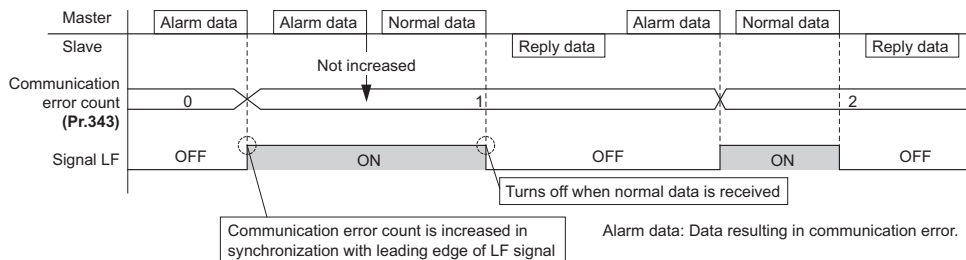 Master
Alarm data
Alarm data
Normal data
Alarm data
Normal data
Slave
Reply data
Reply data
Not increased
Communication
error count
(Pr.343)
0
1
2
Signal LF
OFF
ON
OFF
ON
OFF
Turns off when normal data is received
Communication error count is increased in
synchronization with leading edge of LF signal
Alarm data: Data resulting in communication error.